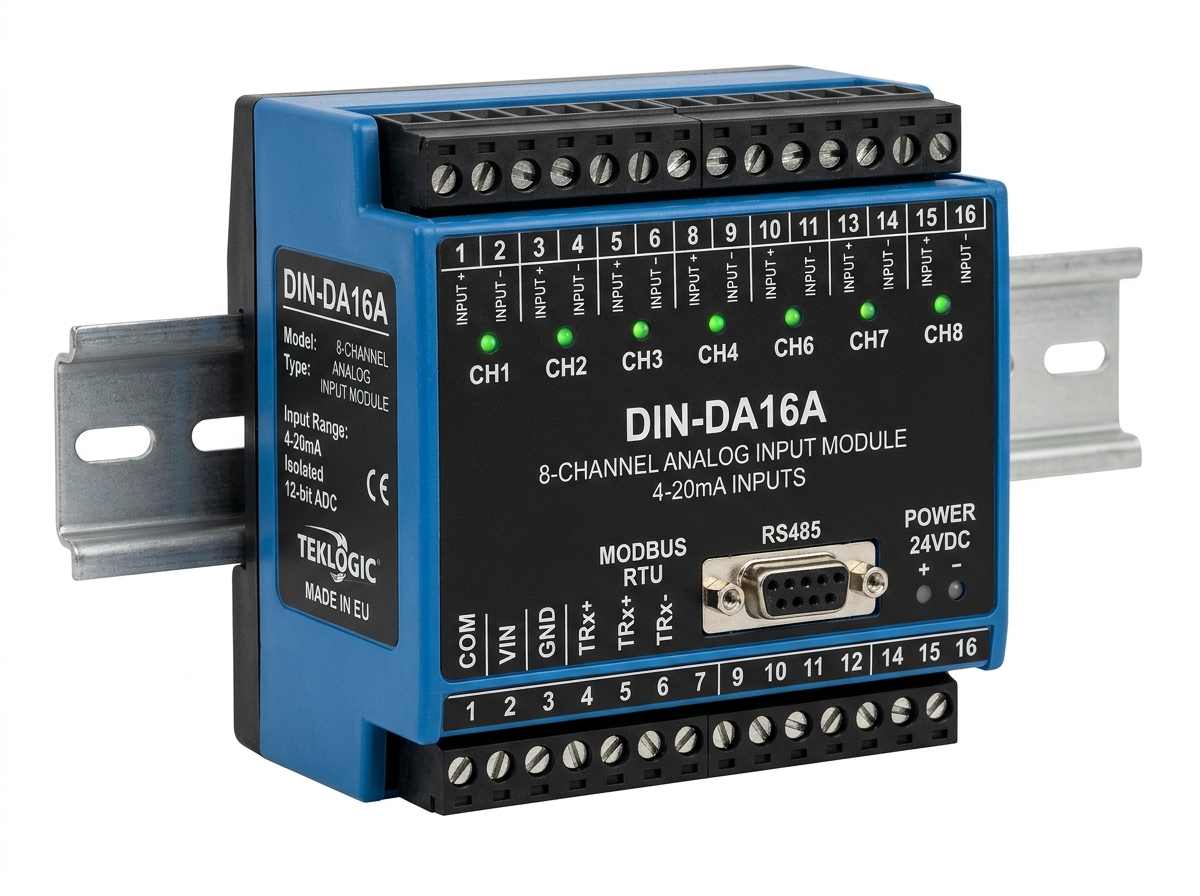 1 2 3 4 5 6 8 9 10 11 13 14 15 16
INPUT + INPUT - INPUT + INPUT - INPUT + INPUT - INPUT + INPUT - INPUT + INPUT - INPUT + INPUT - INPUT + INPUT -
CH1 CH2 CH3 CH4 CH6 CH7 CH8
DIN-DA16A
8-CHANNEL ANALOG INPUT MODULE
4-20mA INPUTS
MODBUS
RTU
RS485
POWER
24VDC
+ -
COM VIN GND TRx+ TRx+ TRx-
1 2 3 4 5 6 7 9 10 11 12 14 15 16
DIN-DA16A
Model: 8-CHANNEL
Type: ANALOG
INPUT MODULE
Input Range:
4-20mA
Isolated
12-bit ADC
CE
TEKLOGIC®
MADE IN EU